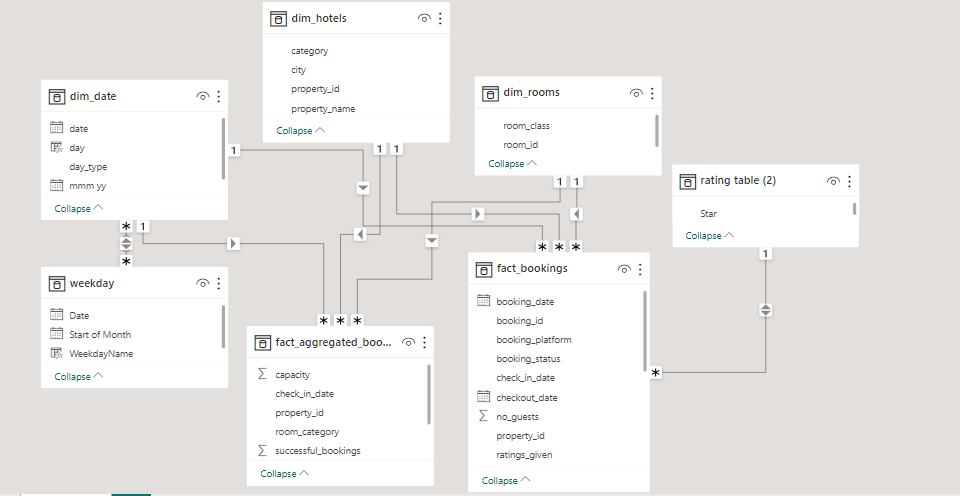 dim_hotels
category
city
property_id
property_name
Collapse
dim_date
date
day
day_type
mmm yy
Collapse
dim_rooms
room_class
room_id
Collapse
rating table (2)
Star
Collapse
1
1
1
1
1
1
*
1
*
*
*
*
weekday
Date
Start of Month
WeekdayName
Collapse
fact_bookings
booking_date
booking_id
booking_platform
booking_status
check_in_date
checkout_date
no_guests
property_id
ratings_given
Collapse
*
*
*
*
fact_aggregated_boo...
capacity
check_in_date
property_id
room_category
successful_bookings
Collapse